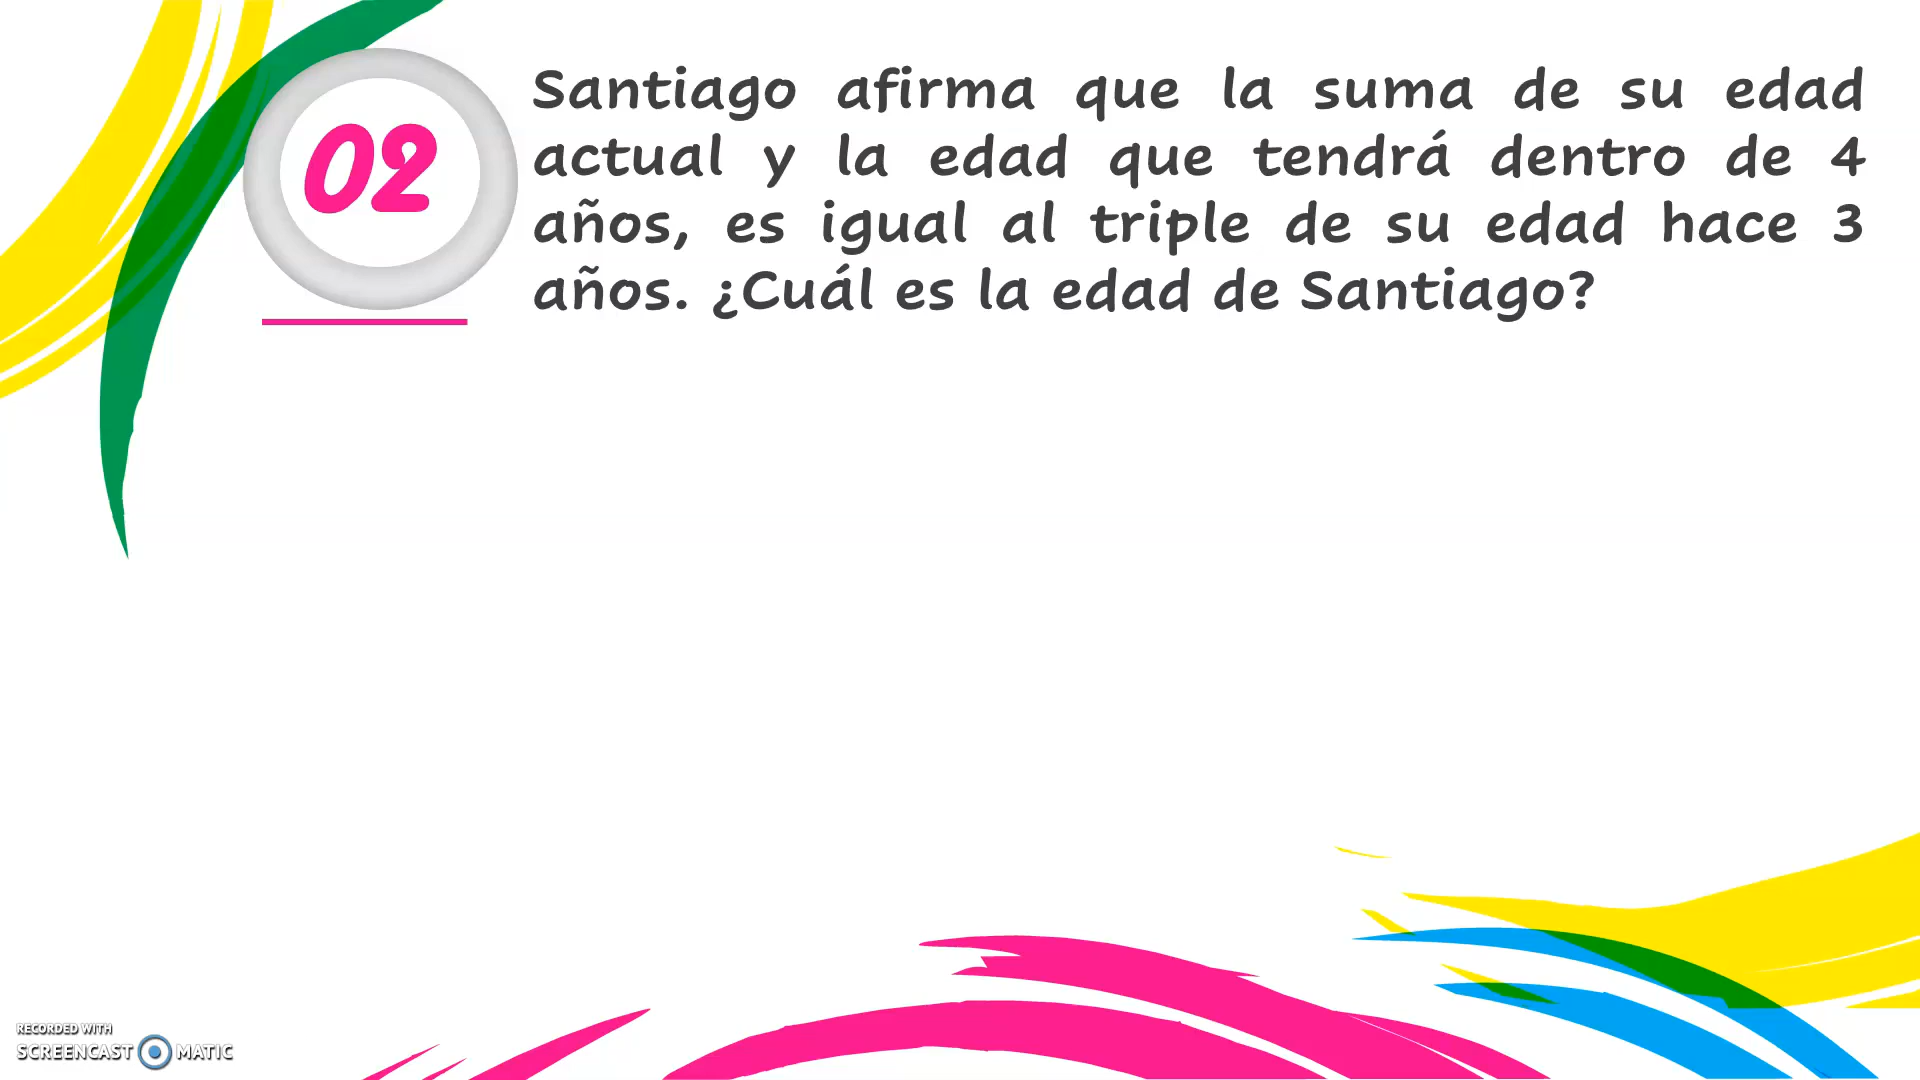 02
Santiago afirma que la suma de su edad
actual y la edad que tendrá dentro de 4
años, es igual al triple de su edad hace 3
años. ¿Cuál es la edad de Santiago?
RECORDED WITH
SCREENCAST MATIC